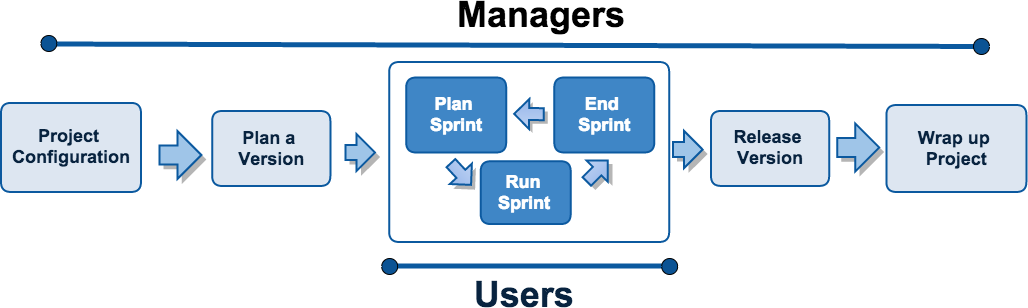 Managers
Project
Configuration
Plan a
Version
Plan
Sprint
End
Sprint
Run
Sprint
Release
Version
Wrap up
Project
Users